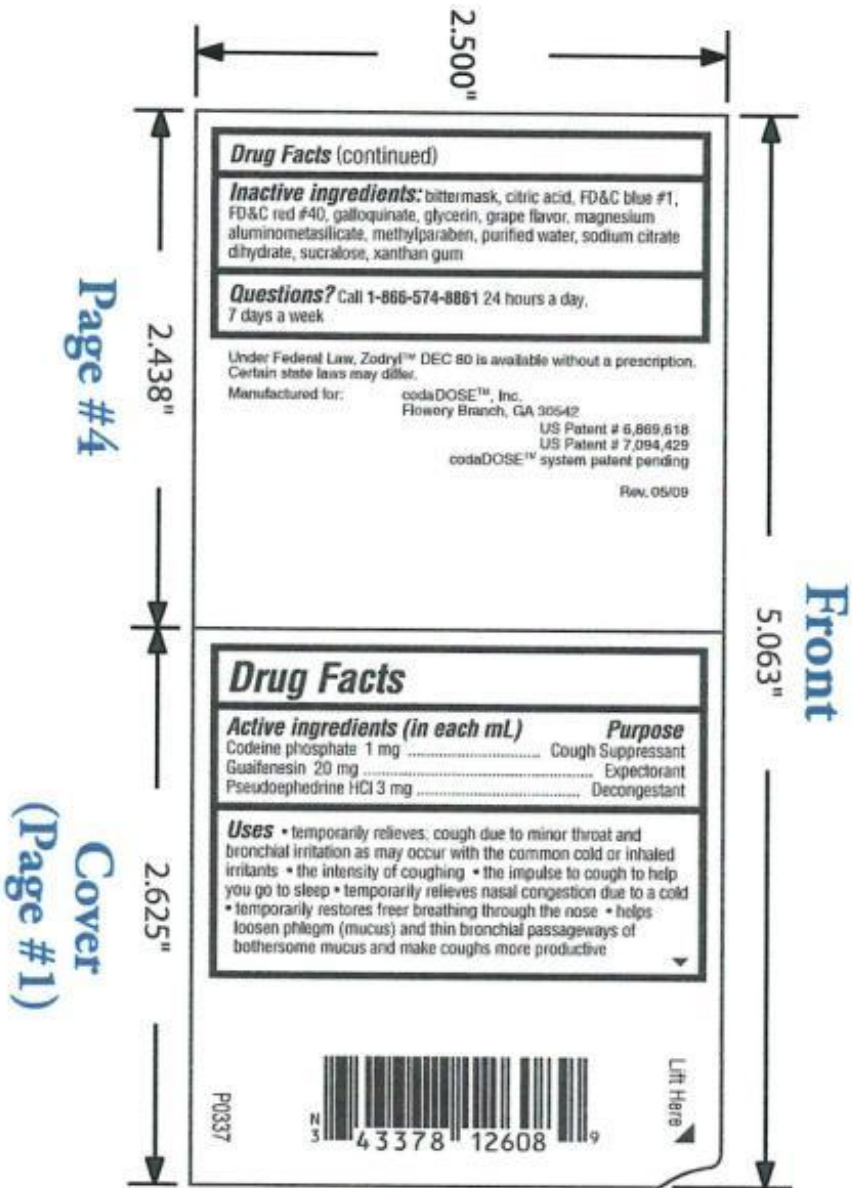 Front
5.063"
2.500"
Page #4
2.438"
Drug Facts (continued)
Inactive ingredients: bittermask, citric acid, FD&C blue #1,
FD&C red #40, galloquinate, glycerin, grape flavor, magnesium
aluminometasilicate, methylparaben, purified water, sodium citrate
dihydrate, sucralose, xanthan gum
Questions? Call 1-866-574-8861 24 hours a day,
7 days a week
Under Federal Law, Zodryl™ DEC 80 is available without a prescription.
Certain state laws may differ.
Manufactured for: codaDOSE™, Inc.
Flowery Branch, GA 30542
US Patent # 6,869,618
US Patent # 7,094,429
codaDOSE™ system patent pending
Rev. 05/09
Cover
(Page #1)
2.625"
Drug Facts
Active ingredients (in each mL) Purpose
Codeine phosphate 1 mg ............................ Cough Suppressant
Guaifenesin 20 mg .................................................. Expectorant
Pseudoephedrine HCl 3 mg ................................... Decongestant
Uses • temporarily relieves: cough due to minor throat and
bronchial irritation as may occur with the common cold or inhaled
irritants • the intensity of coughing • the impulse to cough to help
you go to sleep • temporarily relieves nasal congestion due to a cold
• temporarily restores freer breathing through the nose • helps
loosen phlegm (mucus) and thin bronchial passageways of
bothersome mucus and make coughs more productive
Lift Here
N
3 43378 12608 9
P0337